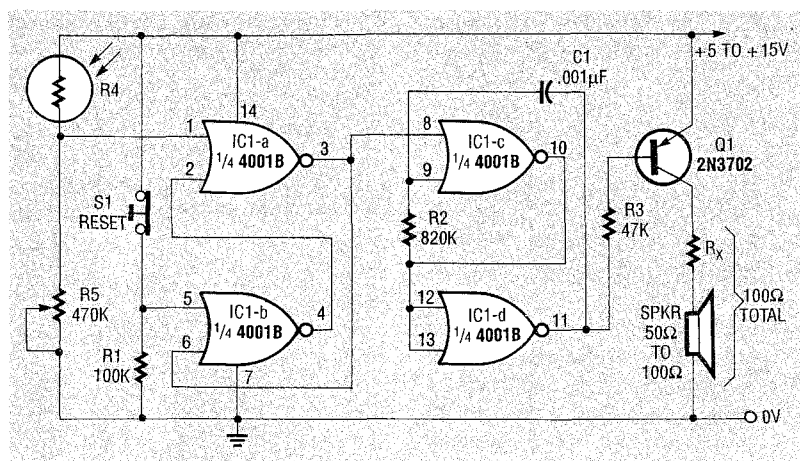 +5 TO +15V
C1
.001µF
R4
14
1
IC1-a
1/4 4001B
3
2
8
IC1-c
1/4 4001B
10
9
Q1
2N3702
S1
RESET
R2
820K
R3
47K
RX
R5
470K
5
IC1-b
1/4 4001B
4
6
7
12
IC1-d
1/4 4001B
11
13
SPKR
50Ω
TO
100Ω
100Ω
TOTAL
R1
100K
0V